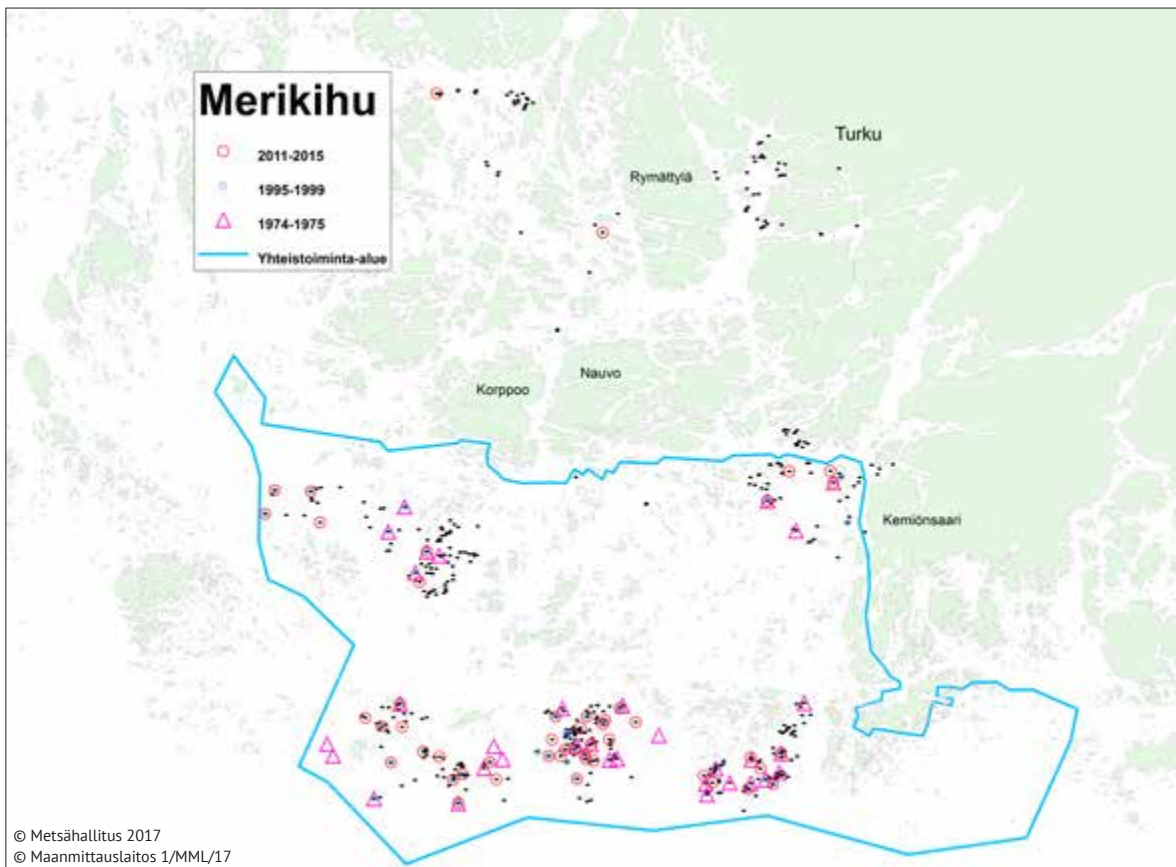 Merikihu
2011-2015
1995-1999
1974-1975
Yhteistoiminta-alue
Turku
Rymättylä
Nauvo
Korppoo
Kemiönsaari
© Metsähallitus 2017
© Maanmittauslaitos 1/MML/17